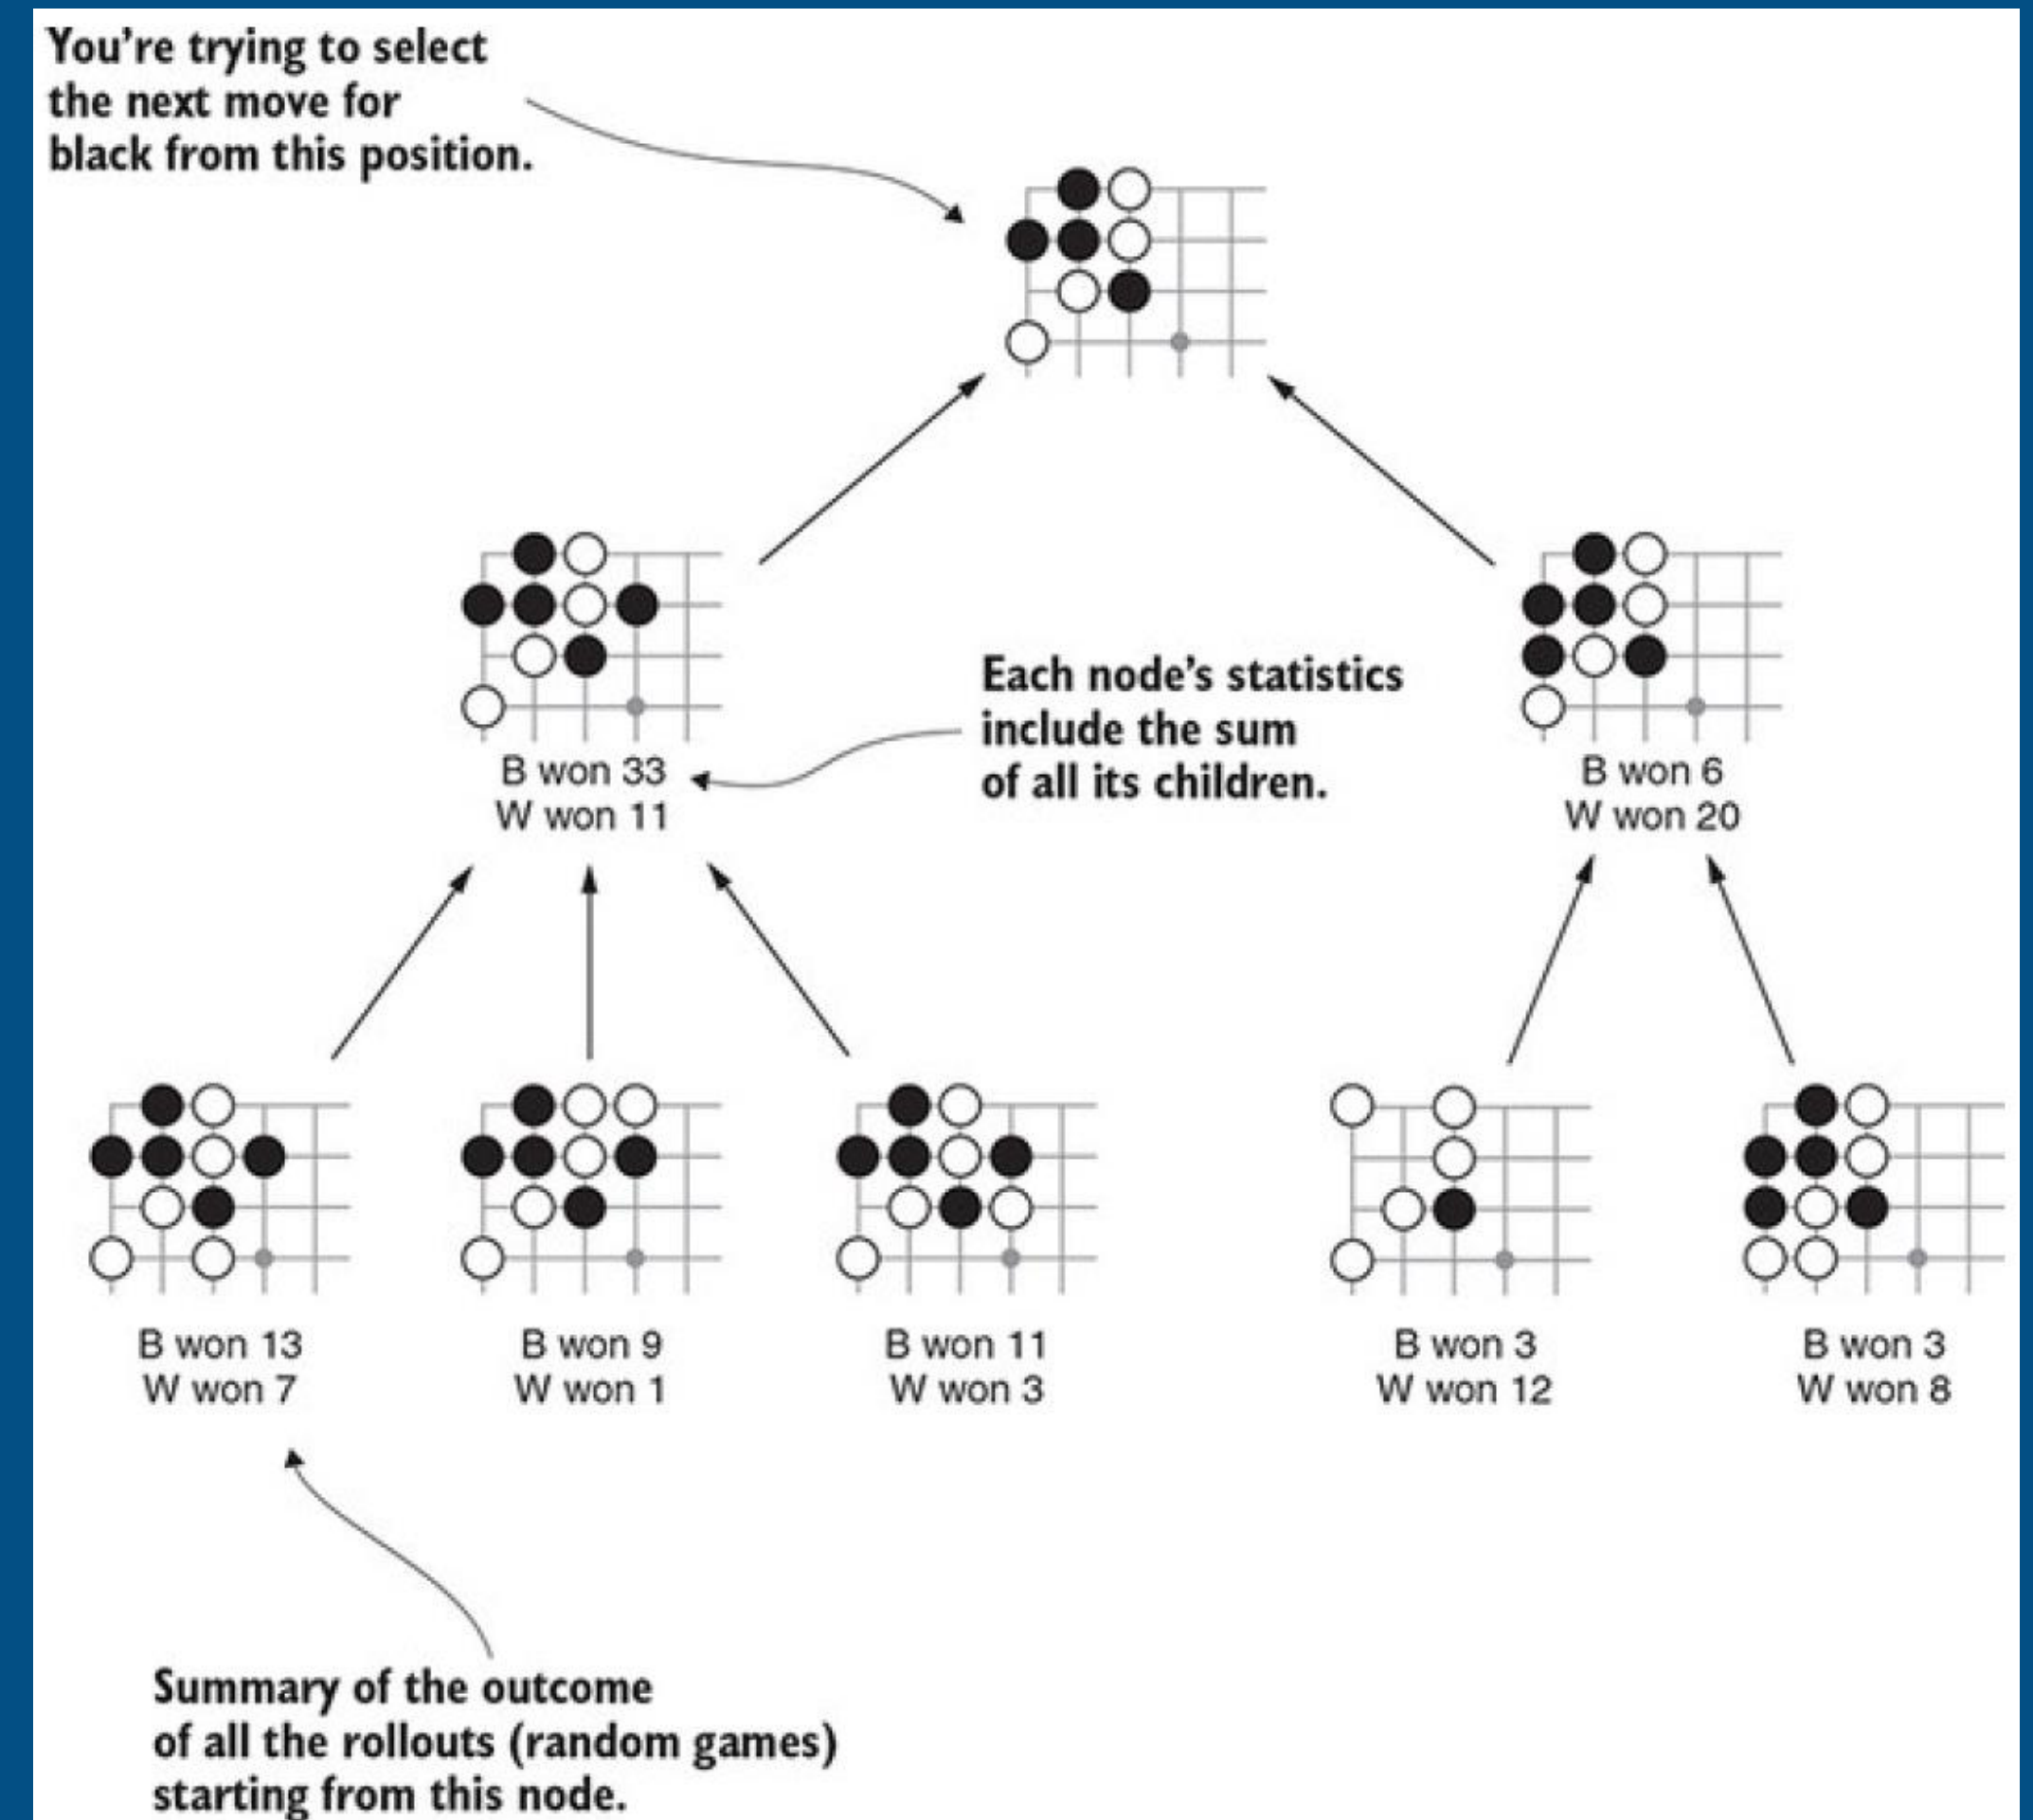 You're trying to select
the next move for
black from this position.
Each node's statistics
include the sum
of all its children.
B won 33
W won 11
B won 6
W won 20
B won 13
W won 7
B won 9
W won 1
B won 11
W won 3
B won 3
W won 12
B won 3
W won 8
Summary of the outcome
of all the rollouts (random games)
starting from this node.